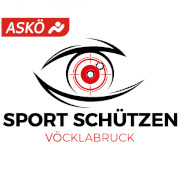 ASKÖ
SPORT SCHÜTZEN
VÖCKLABRUCK